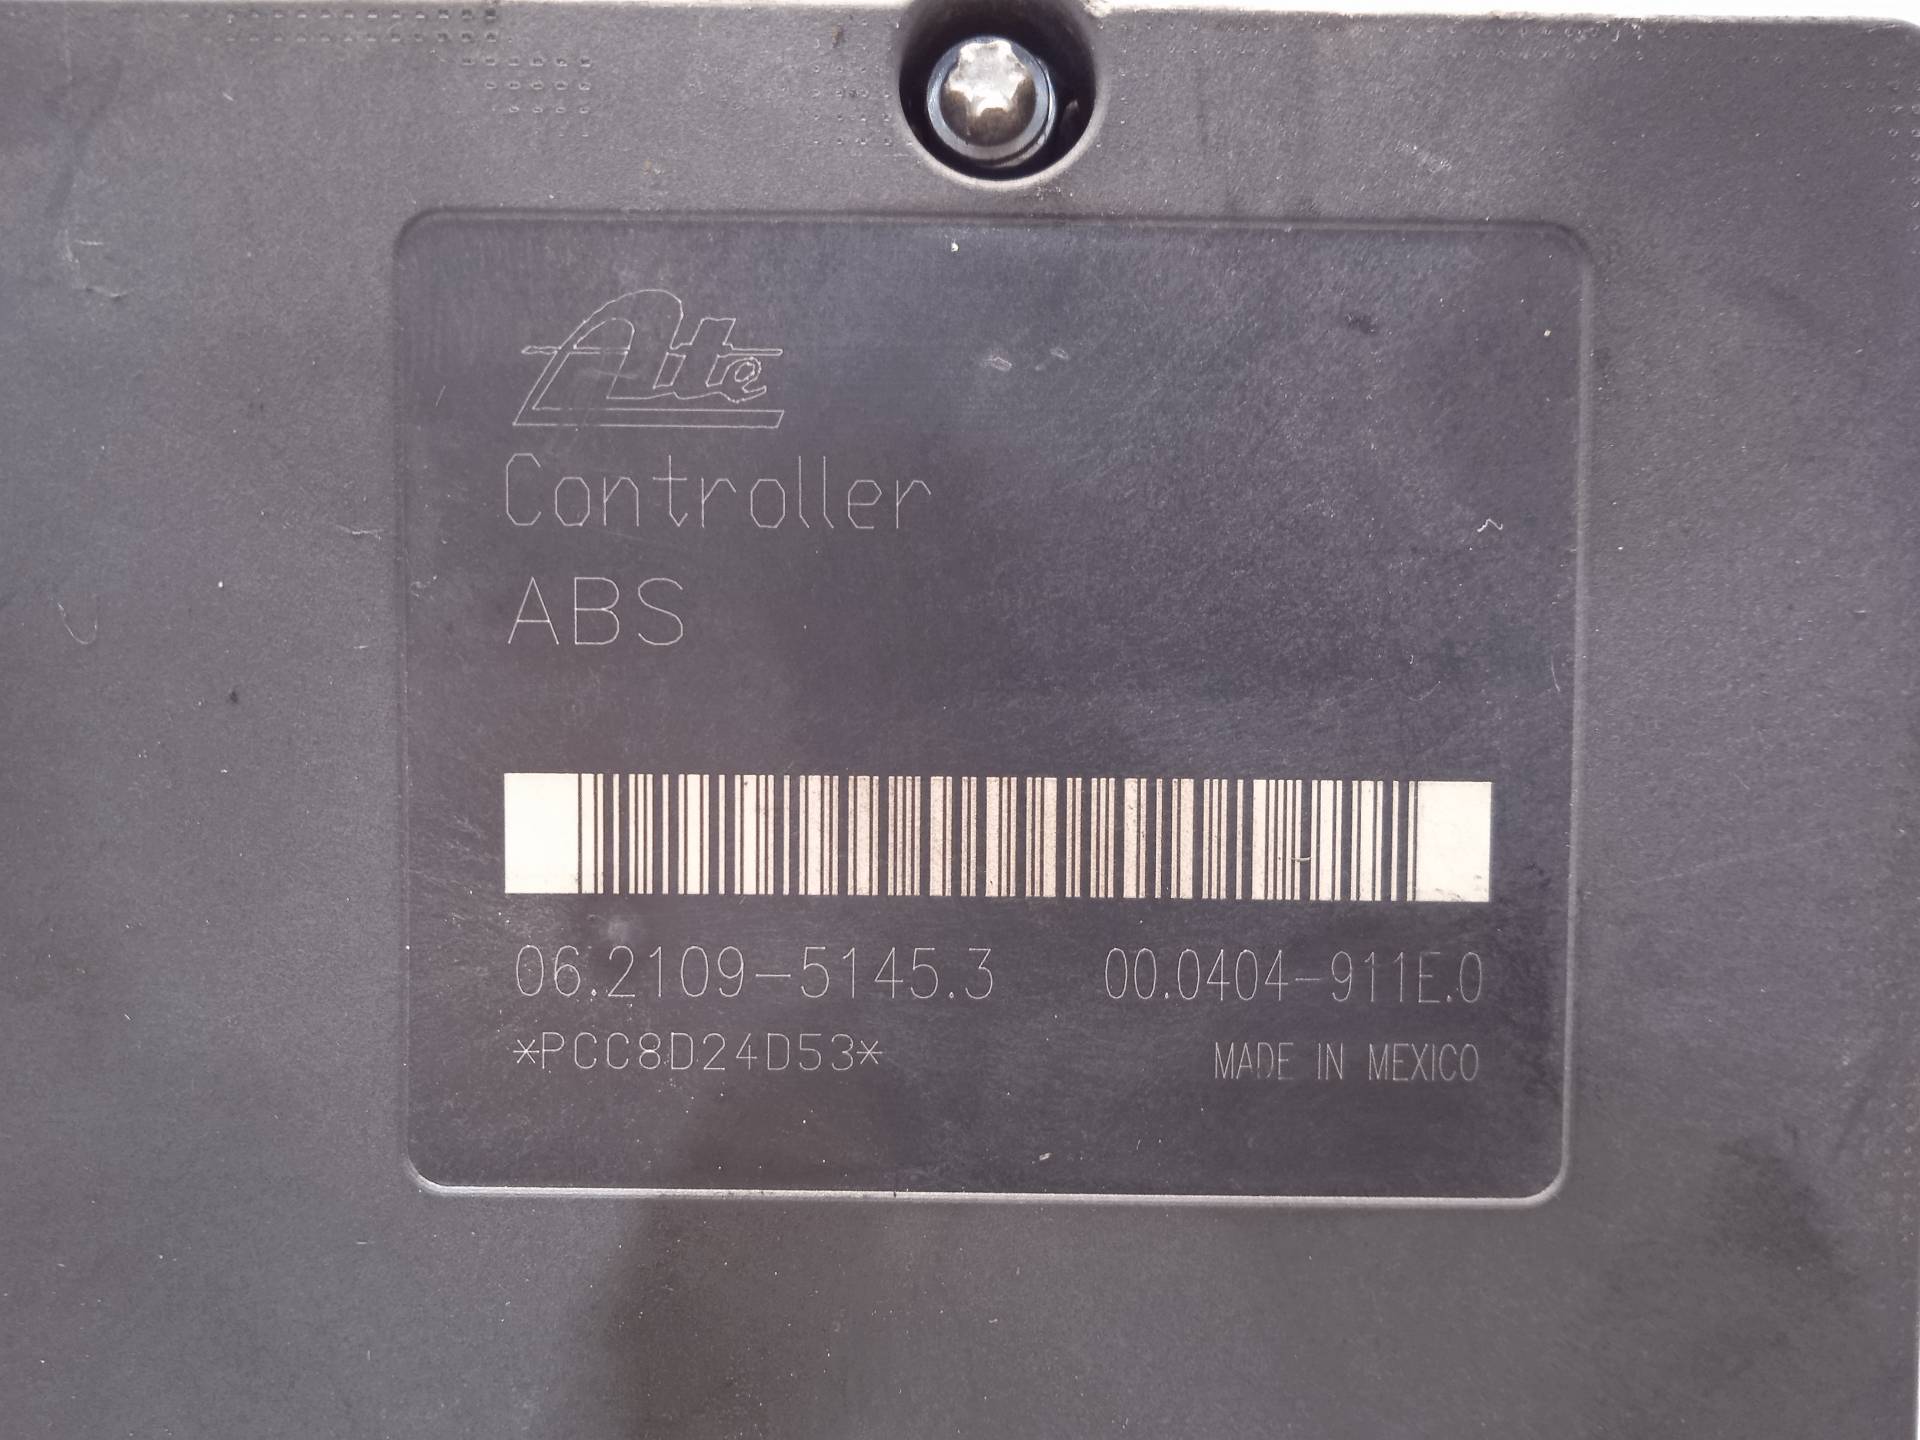 Ate
Controller
ABS
06.2109-5145.3 00.0404-911E.0
*PCC8D24D53* MADE IN MEXICO